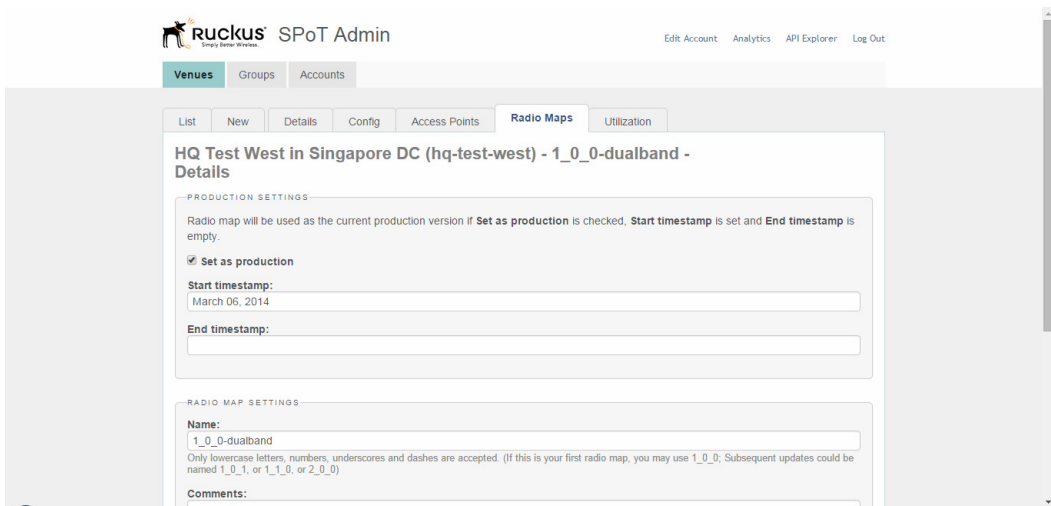 RUCKUS SPoT Admin
Simply Better Wireless.
Edit Account Analytics API Explorer Log Out
Venues Groups Accounts
List New Details Config Access Points Radio Maps Utilization
HQ Test West in Singapore DC (hq-test-west) - 1_0_0-dualband -
Details
PRODUCTION SETTINGS
Radio map will be used as the current production version if Set as production is checked, Start timestamp is set and End timestamp is
empty.
Set as production
Start timestamp:
March 06, 2014
End timestamp:
RADIO MAP SETTINGS
Name:
1_0_0-dualband
Only lowercase letters, numbers, underscores and dashes are accepted. (If this is your first radio map, you may use 1_0_0; Subsequent updates could be
named 1_0_1, or 1_1_0, or 2_0_0)
Comments: